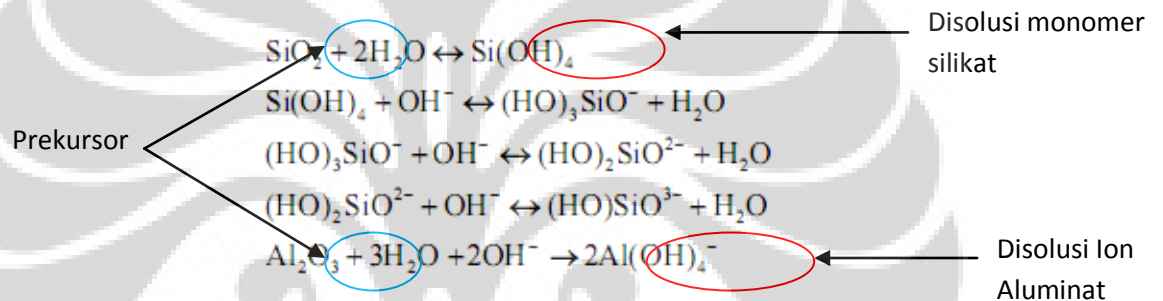 Disolusi monomer
silikat
SiO₂ + 2H₂O ↔ Si(OH)₄
Si(OH)₄ + OH⁻ ↔ (HO)₃SiO⁻ + H₂O
Prekursor
(HO)₃SiO⁻ + OH⁻ ↔ (HO)₂SiO²⁻ + H₂O
(HO)₂SiO²⁻ + OH⁻ ↔ (HO)SiO³⁻ + H₂O
Al₂O₃ + 3H₂O +2OH⁻ → 2Al(OH)₄⁻
Disolusi Ion
Aluminat